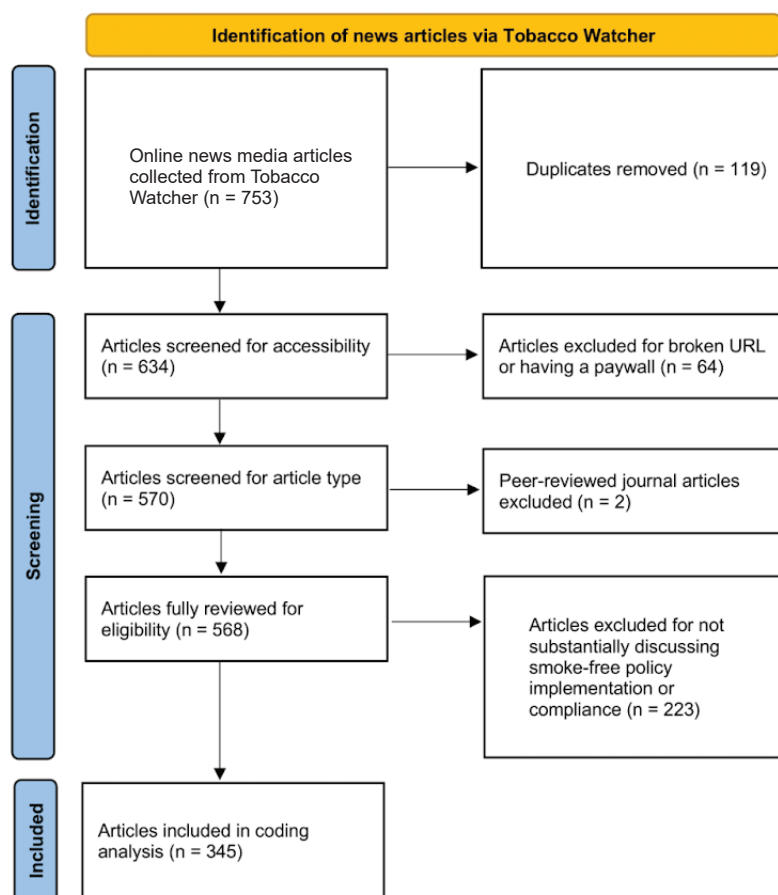 Identification of news articles via Tobacco Watcher
Identification
Online news media articles
collected from Tobacco
Watcher (n = 753)
Duplicates removed (n = 119)
Screening
Articles screened for accessibility
(n = 634)
Articles excluded for broken URL
or having a paywall (n = 64)
Articles screened for article type
(n = 570)
Peer-reviewed journal articles
excluded (n = 2)
Articles fully reviewed for
eligibility (n = 568)
Articles excluded for not
substantially discussing
smoke-free policy
implementation or
compliance (n = 223)
Included
Articles included in coding
analysis (n = 345)